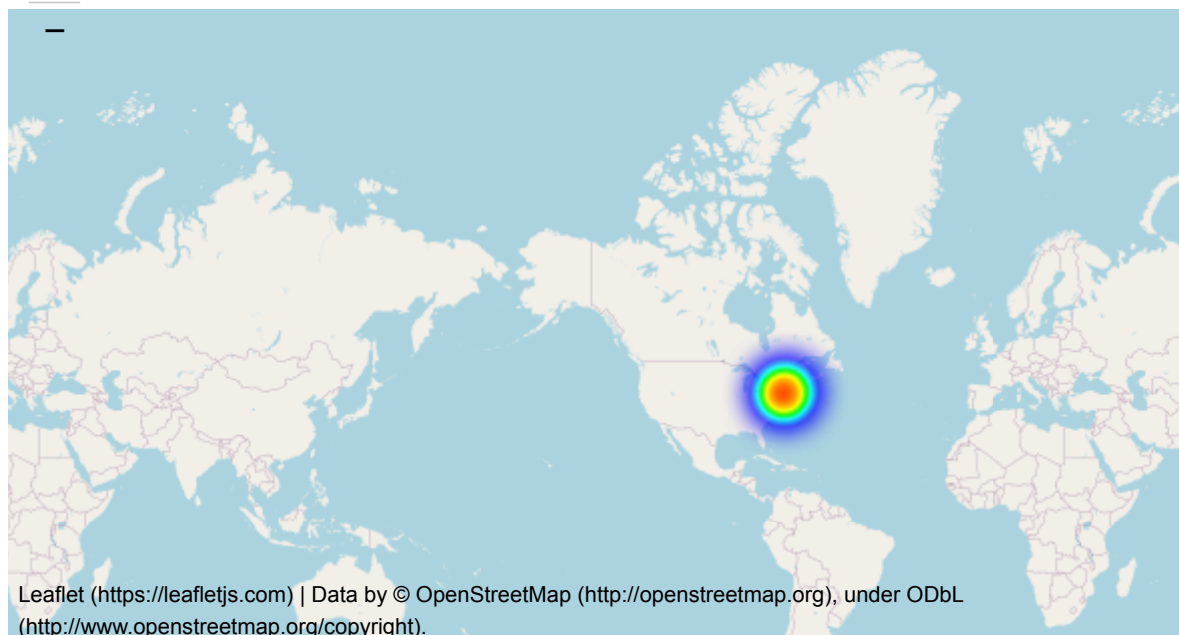 Leaflet (https://leafletjs.com) | Data by © OpenStreetMap (http://openstreetmap.org), under ODbL
(http://www.openstreetmap.org/copyright).